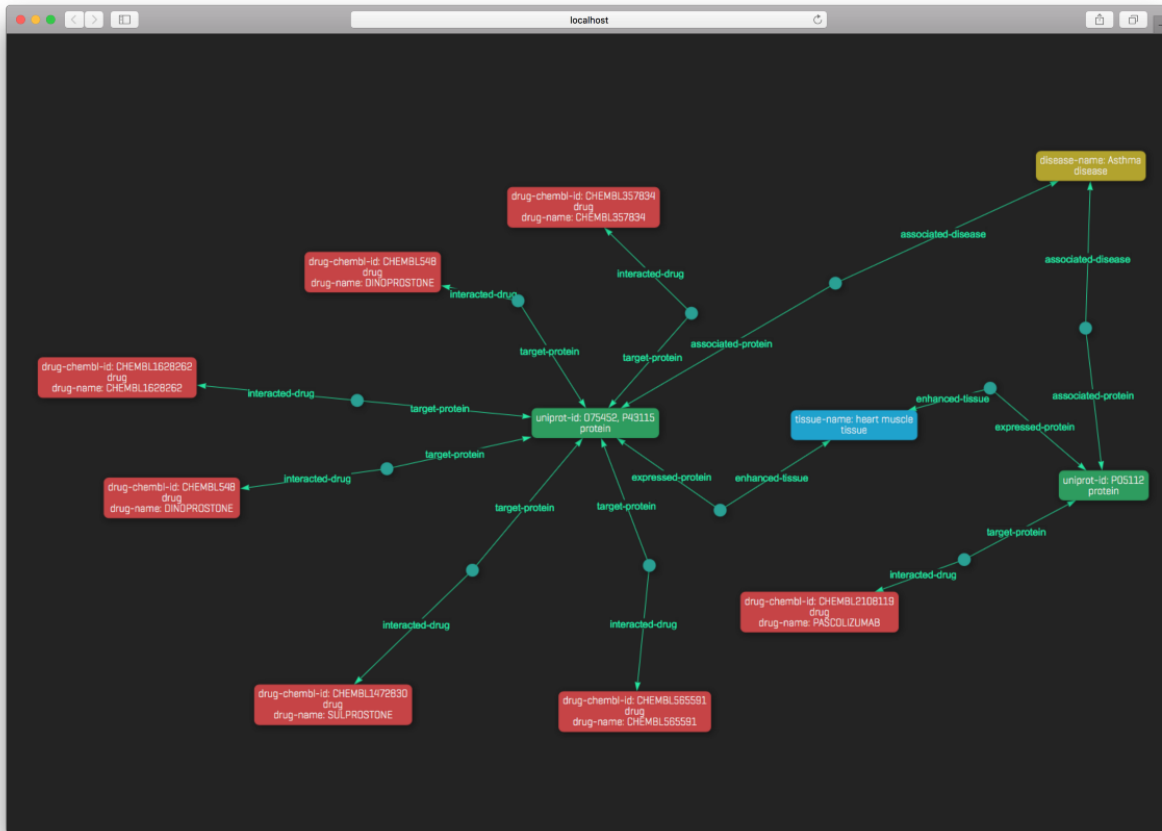 localhost
disease-name: Asthma
disease
drug-chembl-id: CHEMBL357834
drug
drug-name: CHEMBL357834
associated-disease
drug-chembl-id: CHEMBL548
drug
drug-name: DINOPROSTONE
interacted-drug
associated-disease
interacted-drug
target-protein
target-protein
associated-protein
drug-chembl-id: CHEMBL1628262
drug
drug-name: CHEMBL1628262
interacted-drug
target-protein
uniprot-id: O75452, P43115
protein
tissue-name: heart muscle
tissue
enhanced-tissue
associated-protein
expressed-protein
target-protein
interacted-drug
expressed-protein
enhanced-tissue
uniprot-id: P05112
protein
drug-chembl-id: CHEMBL548
drug
drug-name: DINOPROSTONE
target-protein
target-protein
target-protein
interacted-drug
drug-chembl-id: CHEMBL2108119
drug
drug-name: PASCOLIZUMAB
interacted-drug
interacted-drug
drug-chembl-id: CHEMBL1472830
drug
drug-name: SULPROSTONE
drug-chembl-id: CHEMBL565591
drug
drug-name: CHEMBL565591